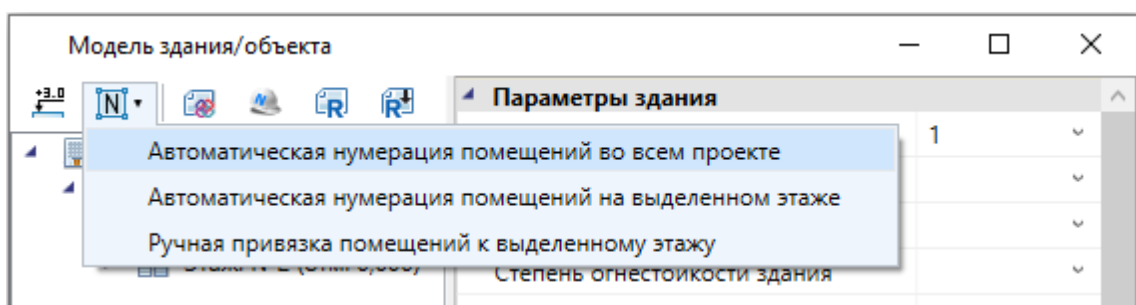 Модель здания/объекта
+3.0 N N R R Параметры здания
Автоматическая нумерация помещений во всем проекте 1
Автоматическая нумерация помещений на выделенном этаже
Ручная привязка помещений к выделенному этажу
Степень огнестойкости здания